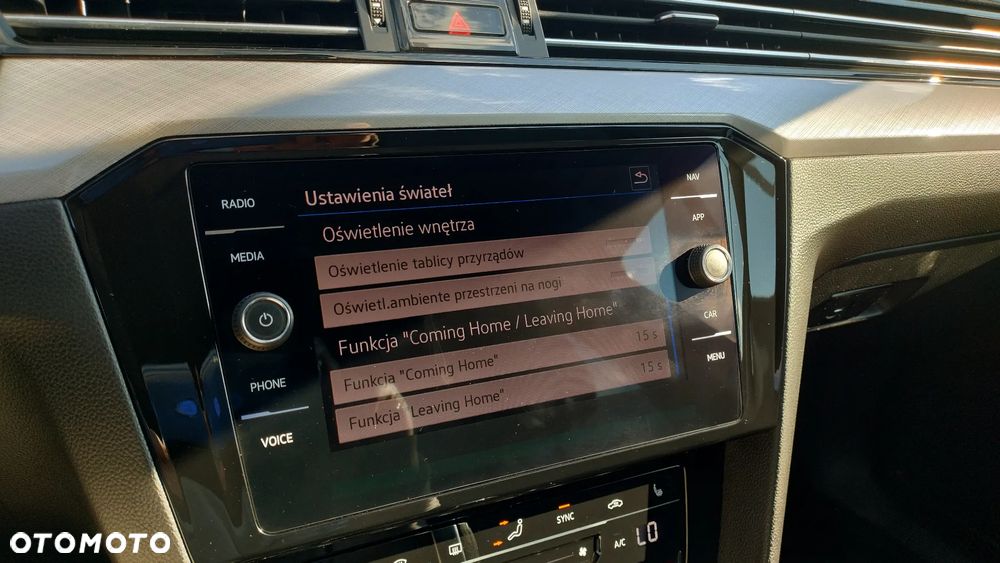 RADIO
MEDIA
PHONE
VOICE
Ustawienia świateł
Oświetlenie wnętrza
Oświetlenie tablicy przyrządów
Oświetl.ambiente przestrzeni na nogi
Funkcja "Coming Home / Leaving Home"
Funkcja "Coming Home" 15 s
Funkcja "Leaving Home" 15 s
NAV
APP
CAR
MENU
SYNC
A/C LO
OTOMOTO